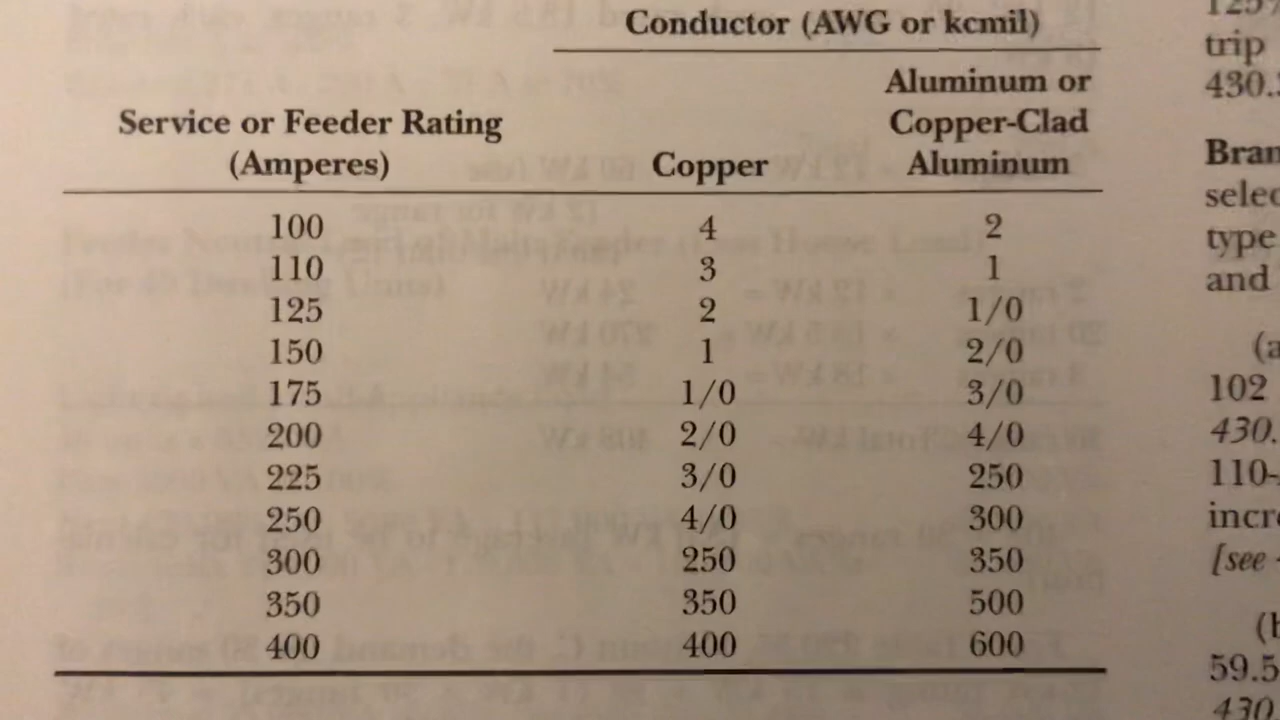 Conductor (AWG or kcmil)
Service or Feeder Rating
(Amperes)
Copper
Aluminum or
Copper-Clad
Aluminum
100 4 2
110 3 1
125 2 1/0
150 1 2/0
175 1/0 3/0
200 2/0 4/0
225 3/0 250
250 4/0 300
300 250 350
350 350 500
400 400 600
trip
430.
Bran
selec
type
and
(a
102
430.
110-
incre
[see
(b
59.5
430